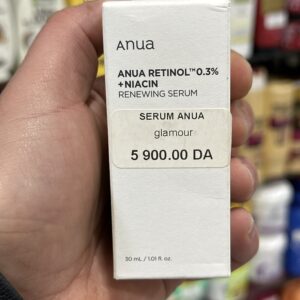 Anua
ANUA RETINOL™ 0.3%
+NIACIN
RENEWING SERUM
SERUM ANUA
glamour
5 900.00 DA
30 mL / 1.01 fl. oz.